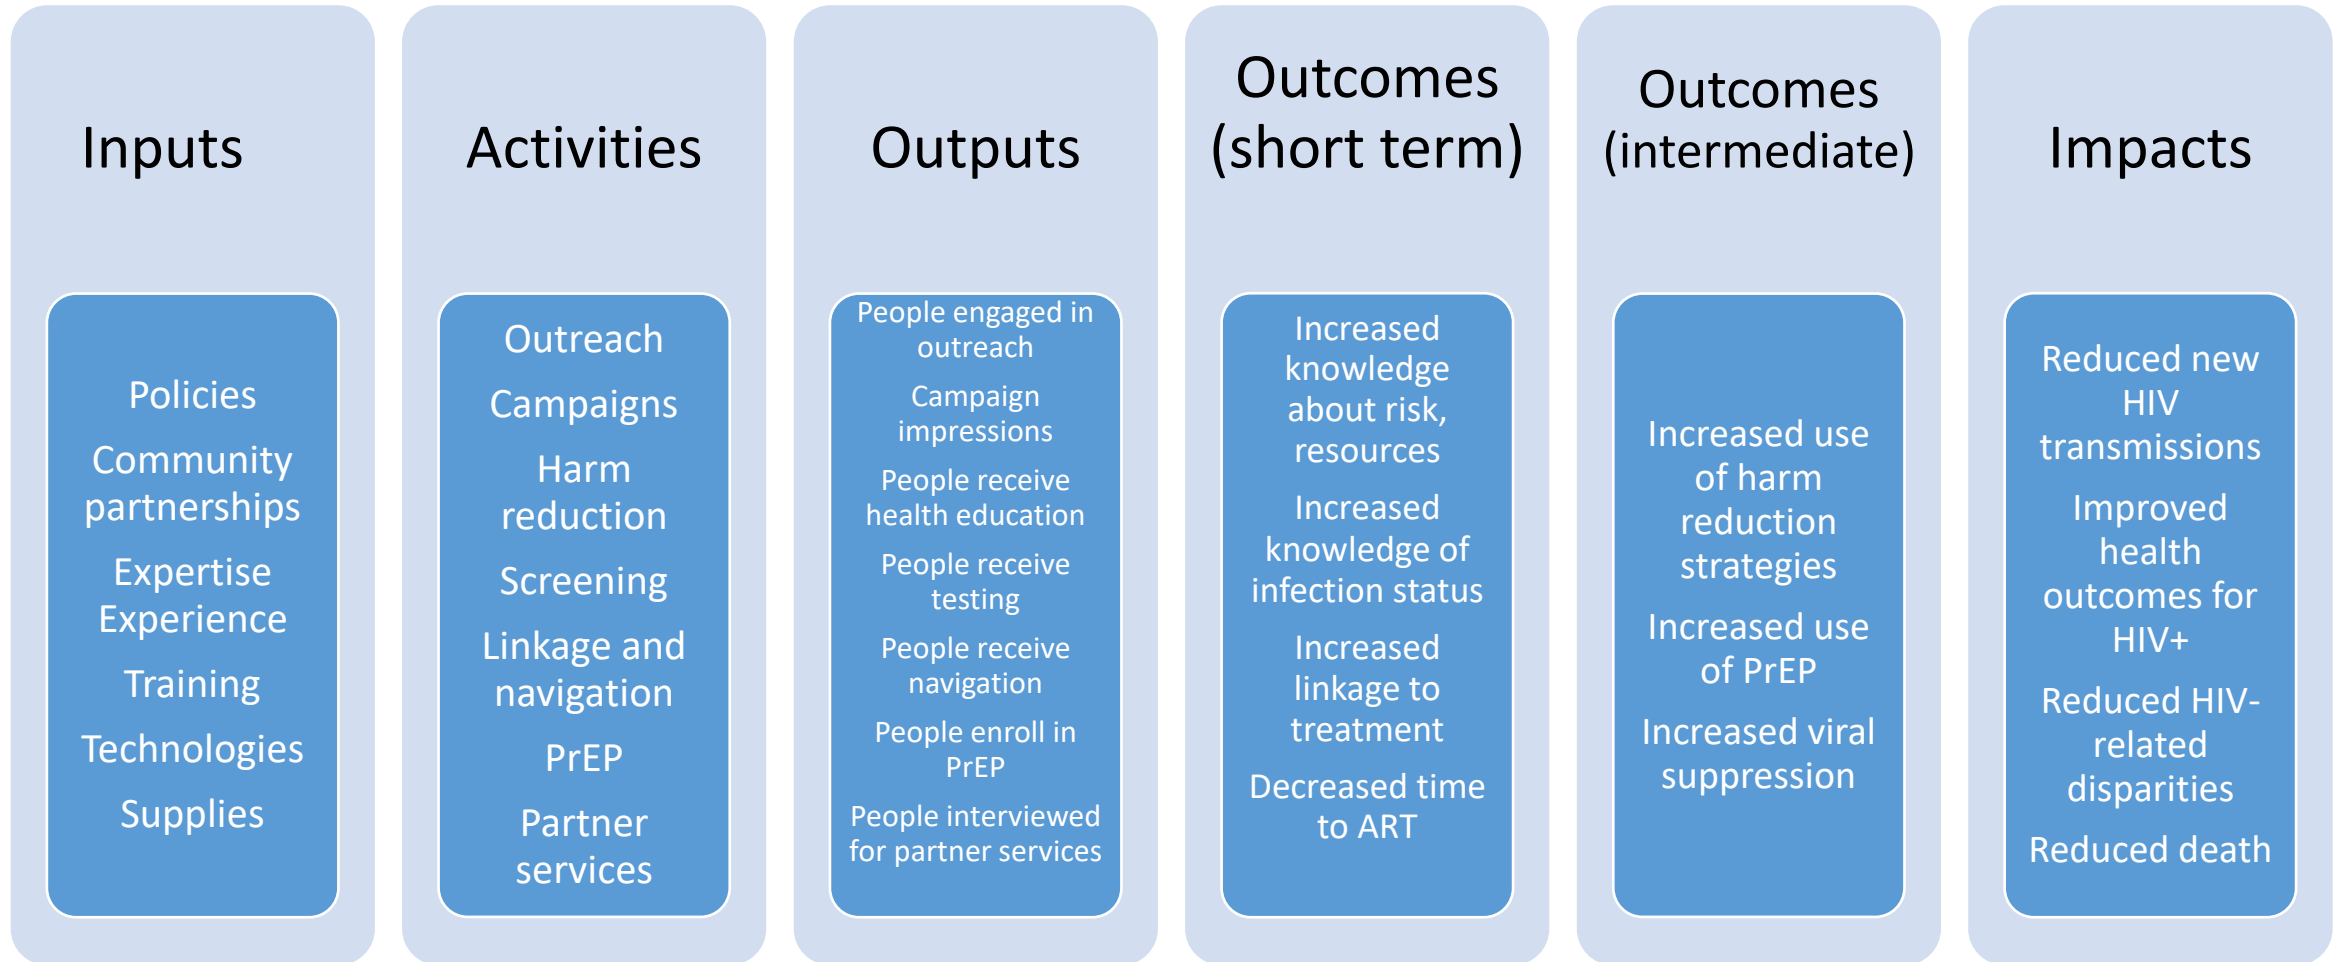 Inputs
Policies
Community
partnerships
Expertise
Experience
Training
Technologies
Supplies
Activities
Outreach
Campaigns
Harm
reduction
Screening
Linkage and
navigation
PrEP
Partner
services
Outputs
People engaged in
outreach
Campaign
impressions
People receive
health education
People receive
testing
People receive
navigation
People enroll in
PrEP
People interviewed
for partner services
Outcomes
(short term)
Increased
knowledge
about risk,
resources
Increased
knowledge of
infection status
Increased
linkage to
treatment
Decreased time
to ART
Outcomes
(intermediate)
Increased use
of harm
reduction
strategies
Increased use
of PrEP
Increased viral
suppression
Impacts
Reduced new
HIV
transmissions
Improved
health
outcomes for
HIV+
Reduced HIV-
related
disparities
Reduced death